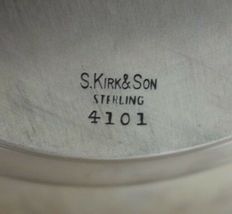 S. KIRK & SON
STERLING
4101